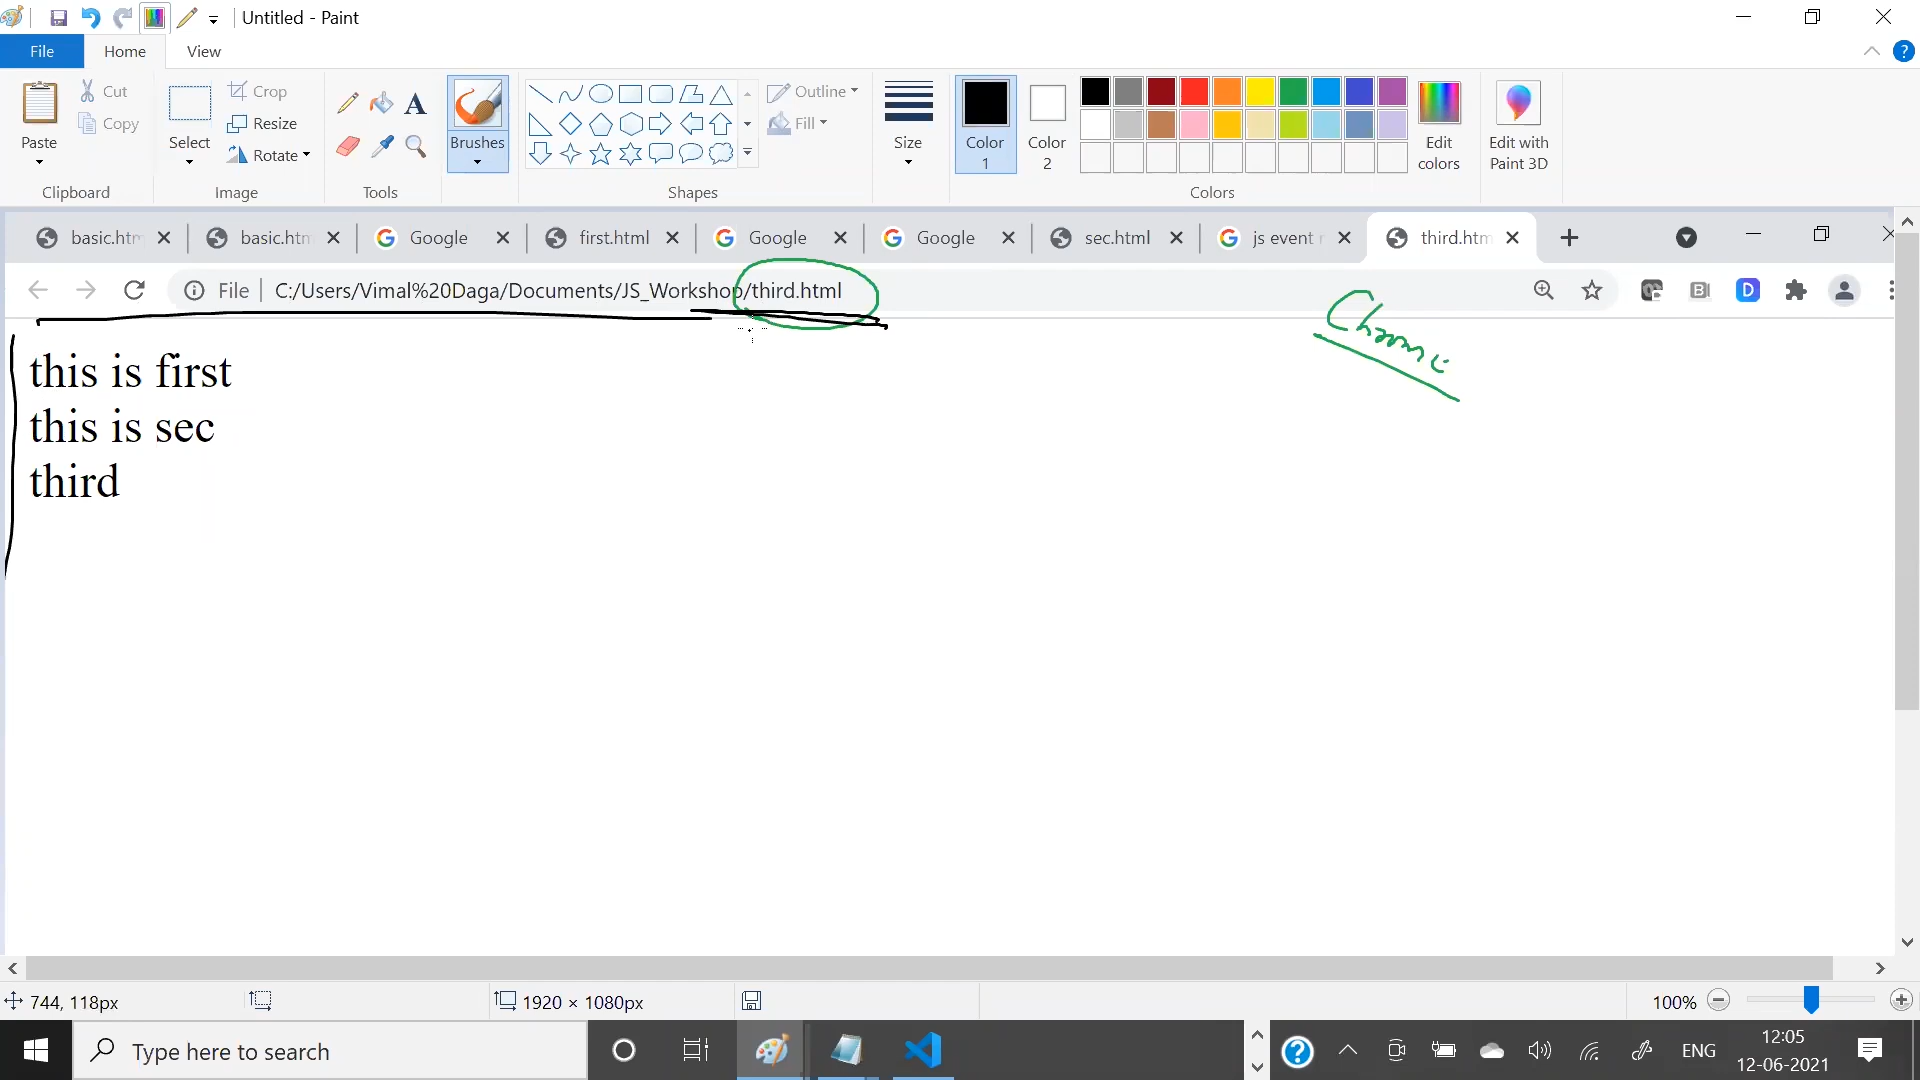 Untitled - Paint
File Home View
Paste
Cut
Copy
Clipboard
Select
Crop
Resize
Rotate
Image
A
Tools
Brushes
Shapes
Outline
Fill
Size
Color 1
Color 2
Colors
Edit colors
Edit with Paint 3D
basic.htm basic.htm Google first.html Google Google sec.html js event third.htm
File C:/Users/Vimal%20Daga/Documents/JS_Workshop/third.html
Chrome
this is first
this is sec
third
744, 118px 1920 × 1080px 100%
Type here to search
ENG
12:05
12-06-2021